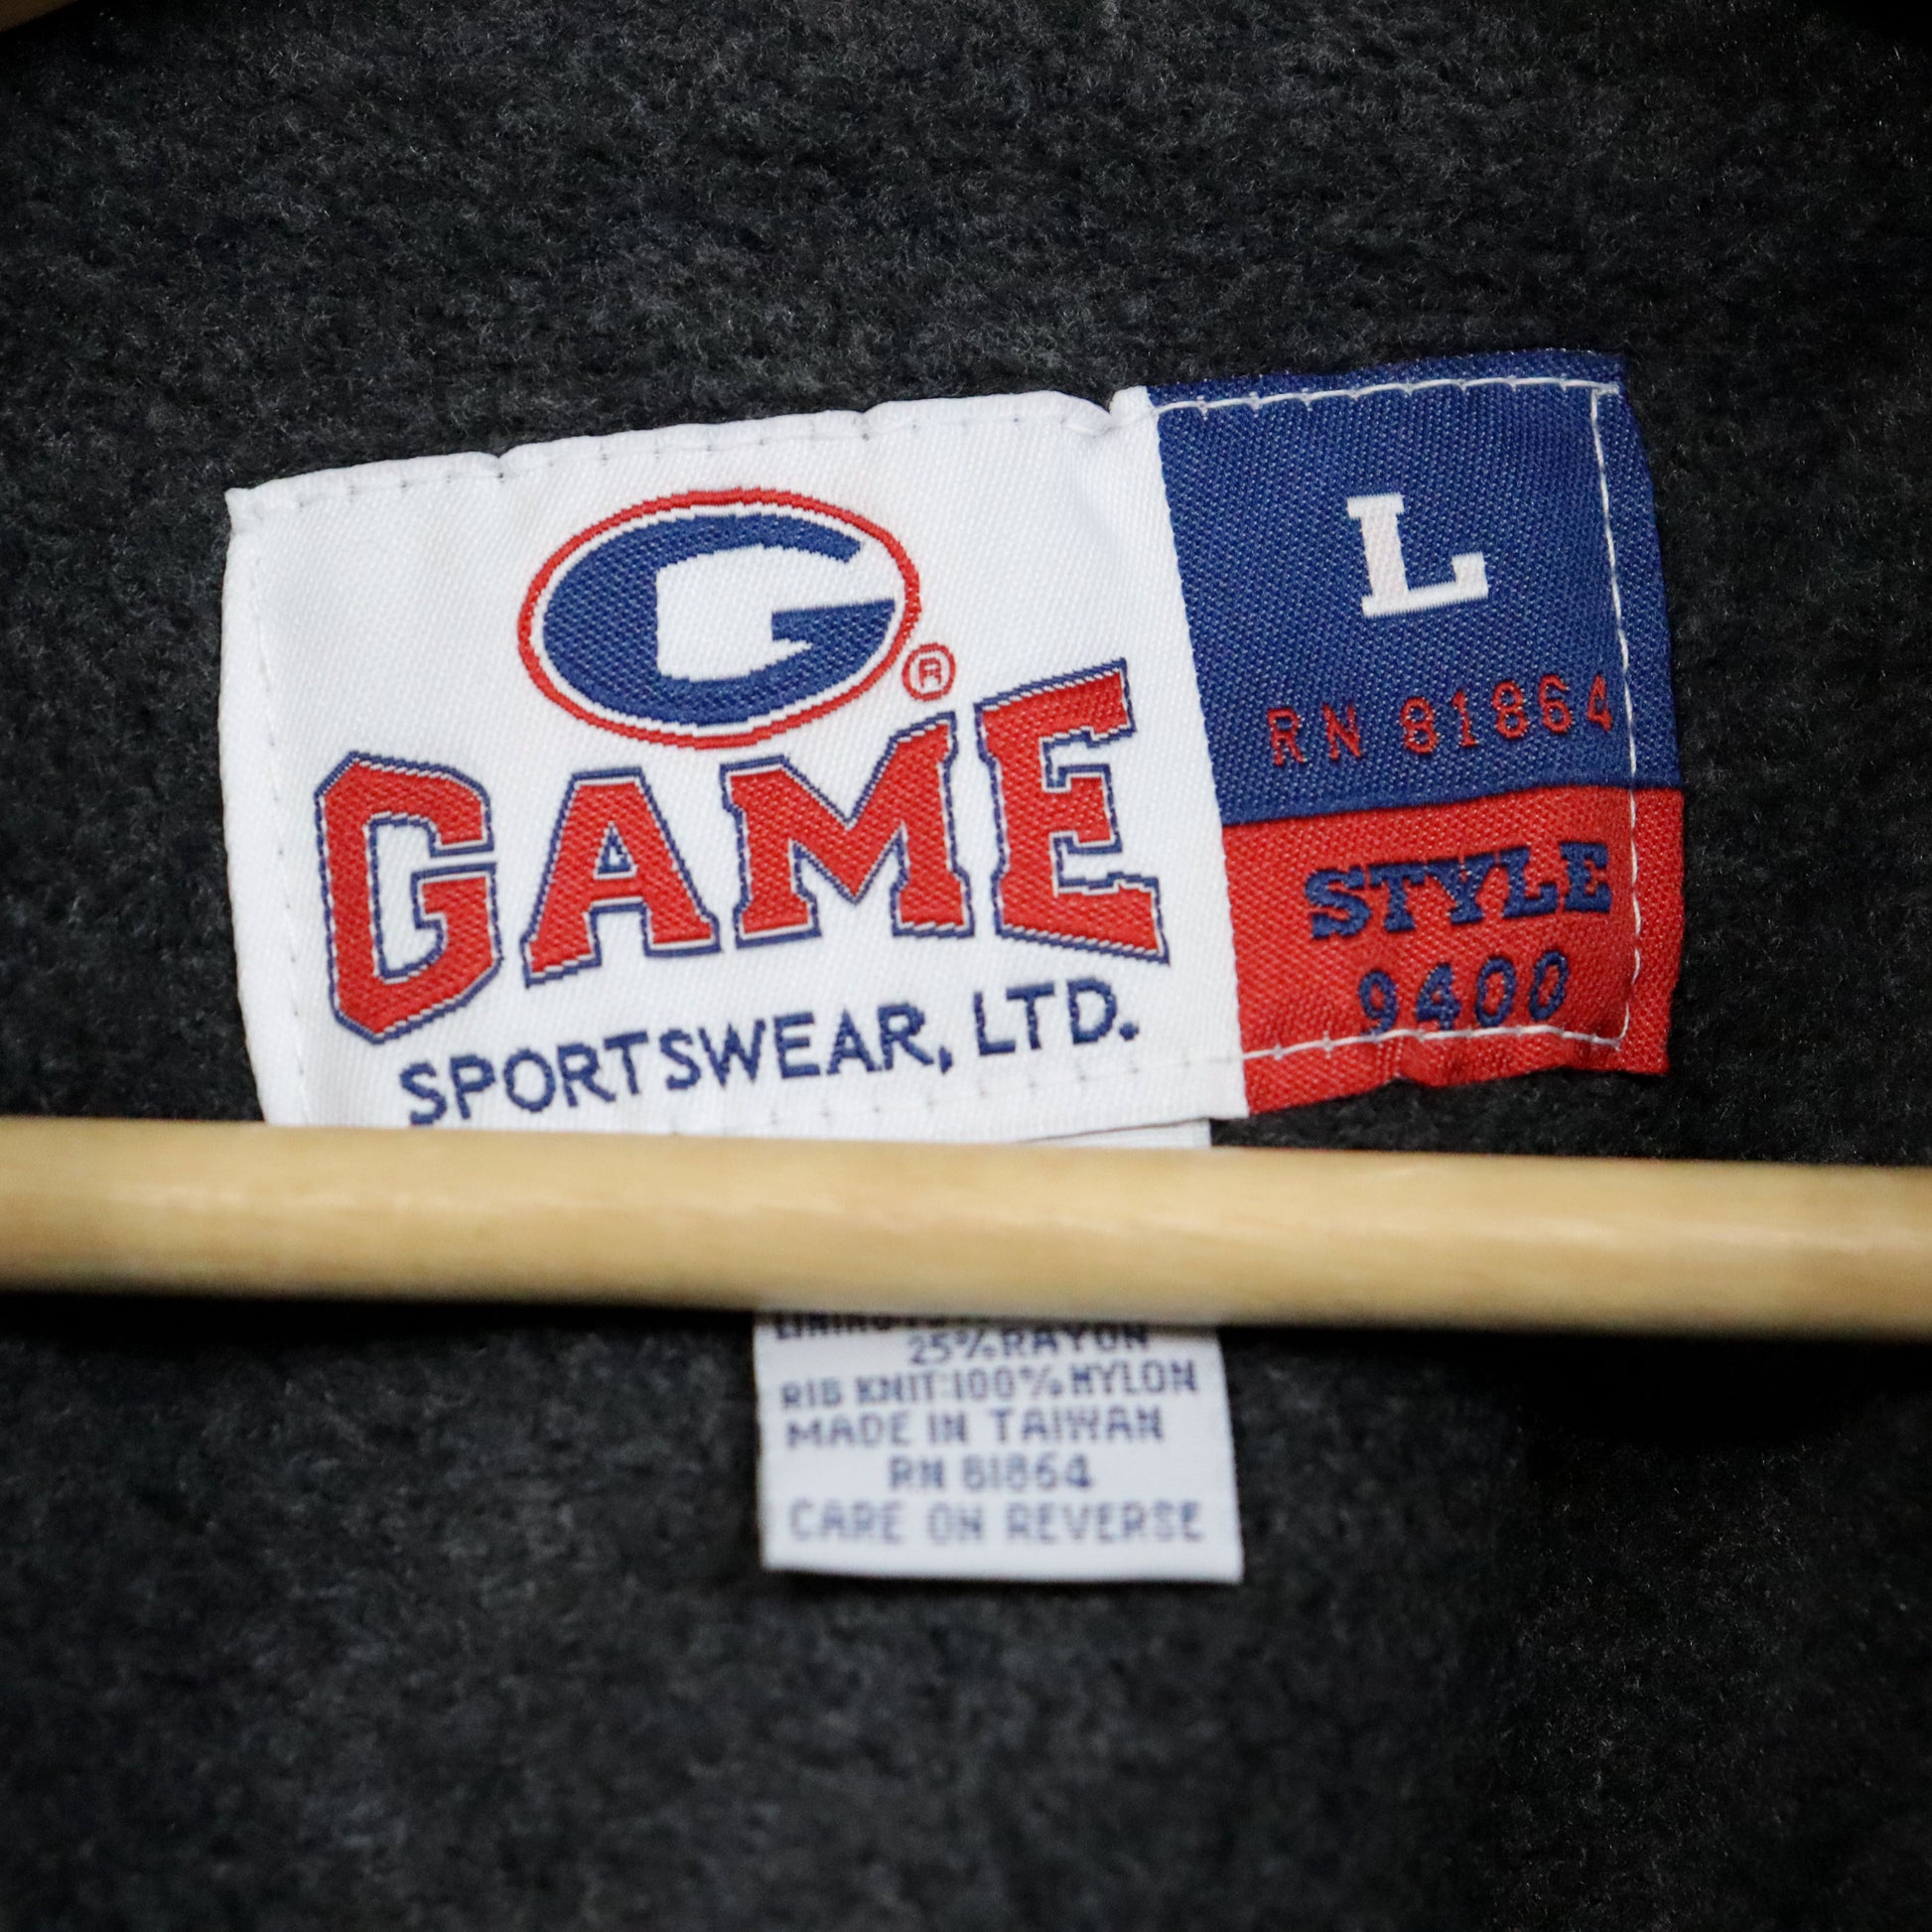 G
®
GAME
SPORTSWEAR, LTD.
L
RN 81864
STYLE
9400
25% RAYON
RIB KNIT:100% NYLON
MADE IN TAIWAN
RN 81864
CARE ON REVERSE